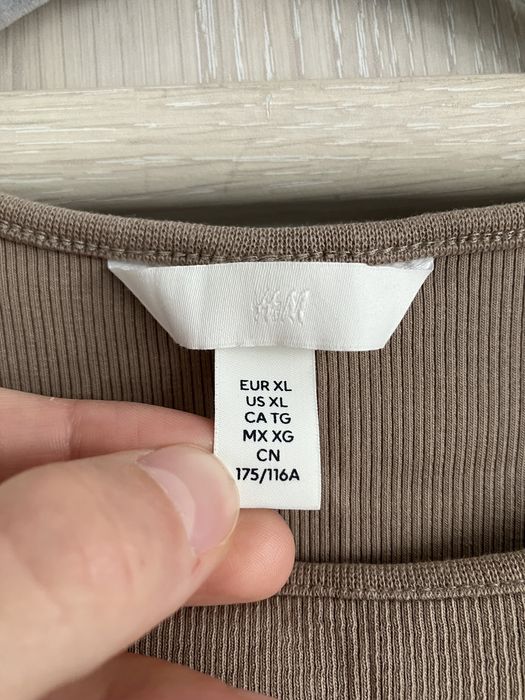 H&M
EUR XL
US XL
CA TG
MX XG
CN
175/116A